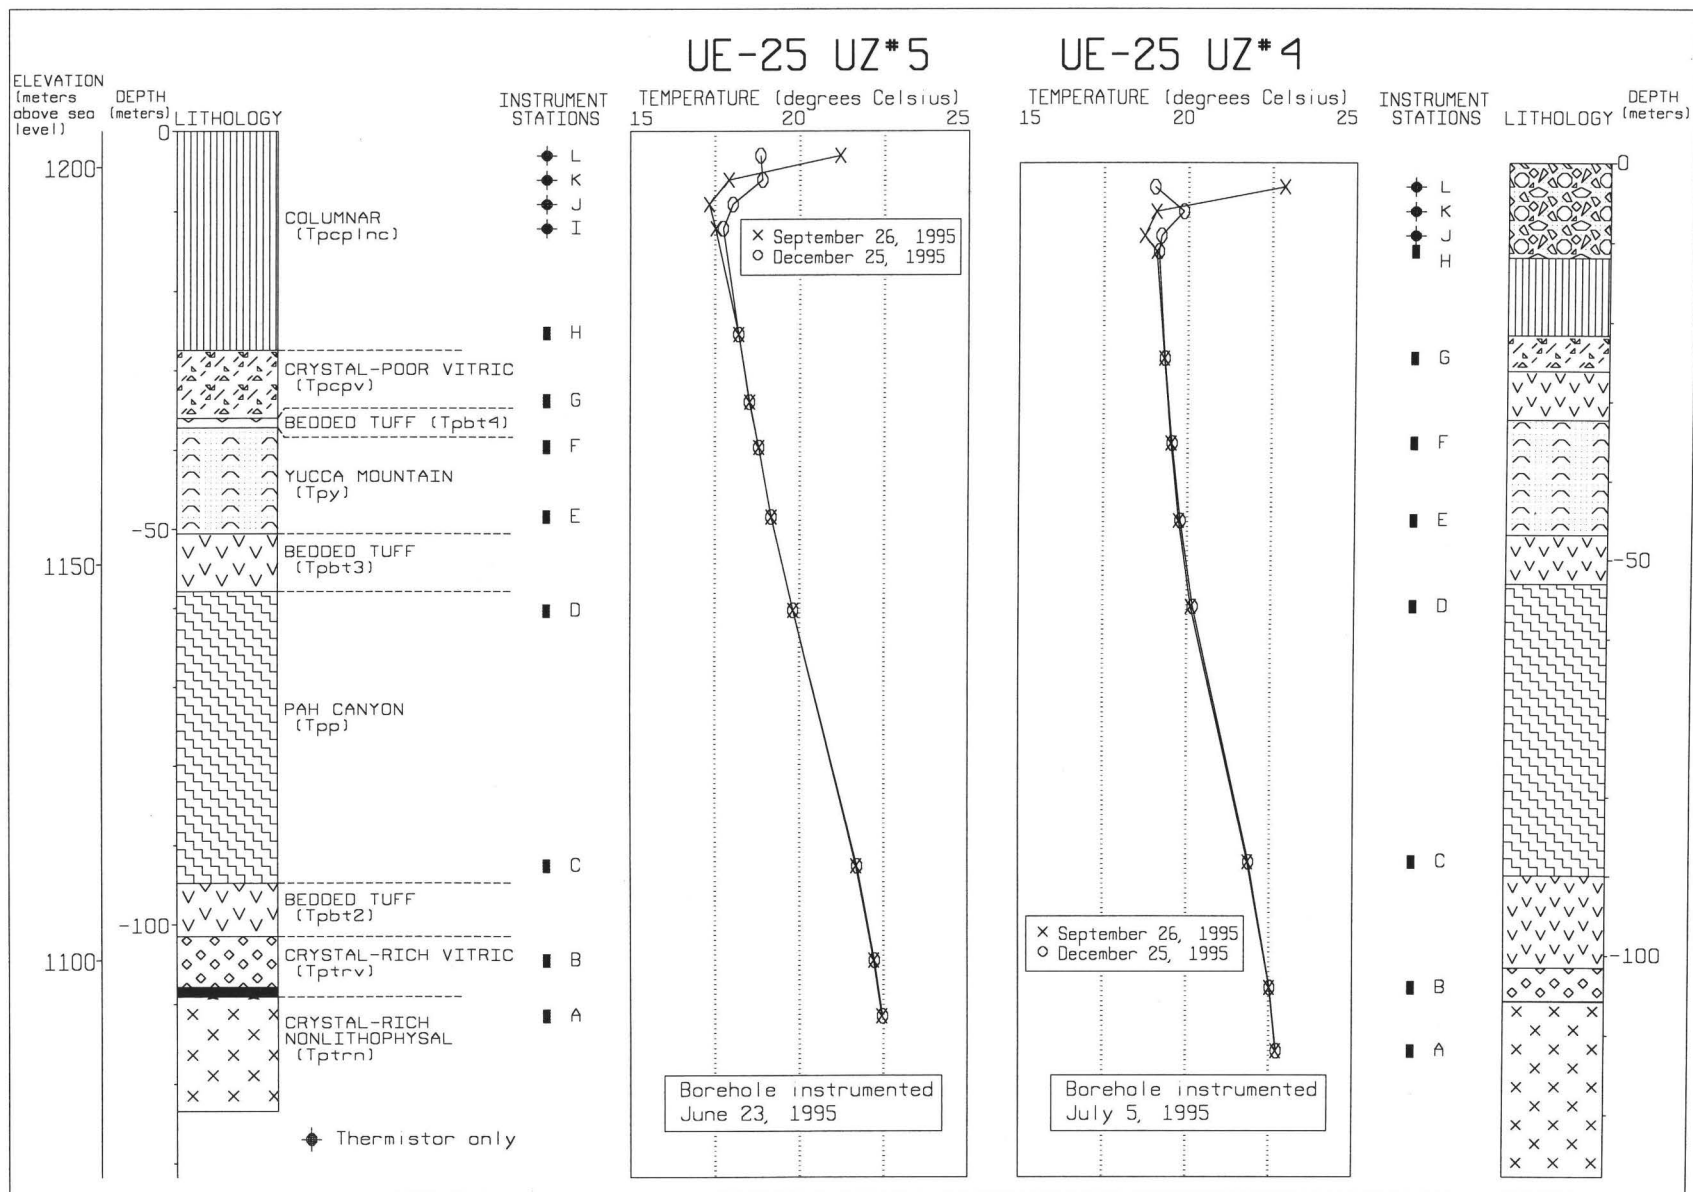 UE-25 UZ#5
UE-25 UZ#4
ELEVATION
(meters
above sea
level)
DEPTH
(meters)
LITHOLOGY
INSTRUMENT
STATIONS
TEMPERATURE (degrees Celsius)
15 20 25
TEMPERATURE (degrees Celsius)
15 20 25
INSTRUMENT
STATIONS
LITHOLOGY
DEPTH
(meters)
0
-50
-100
1200
1150
1100
COLUMNAR
(Tpcplnc)
CRYSTAL-POOR VITRIC
(Tpcpv)
BEDDED TUFF (Tpbt4)
YUCCA MOUNTAIN
(Tpy)
BEDDED TUFF
(Tpbt3)
PAH CANYON
(Tpp)
BEDDED TUFF
(Tpbt2)
CRYSTAL-RICH VITRIC
(Tptrv)
CRYSTAL-RICH
NONLITHOPHYSAL
(Tptrn)
Thermistor only
L
K
J
I
H
G
F
E
D
C
B
A
× September 26, 1995
○ December 25, 1995
Borehole instrumented
June 23, 1995
× September 26, 1995
○ December 25, 1995
Borehole instrumented
July 5, 1995
L
K
J
H
G
F
E
D
C
B
A
0
-50
-100